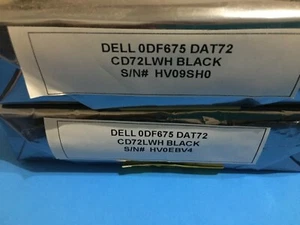 DELL 0DF675 DAT72
CD72LWH BLACK
S/N# HV09SH0
DELL 0DF675 DAT72
CD72LWH BLACK
S/N# HV0EBV4